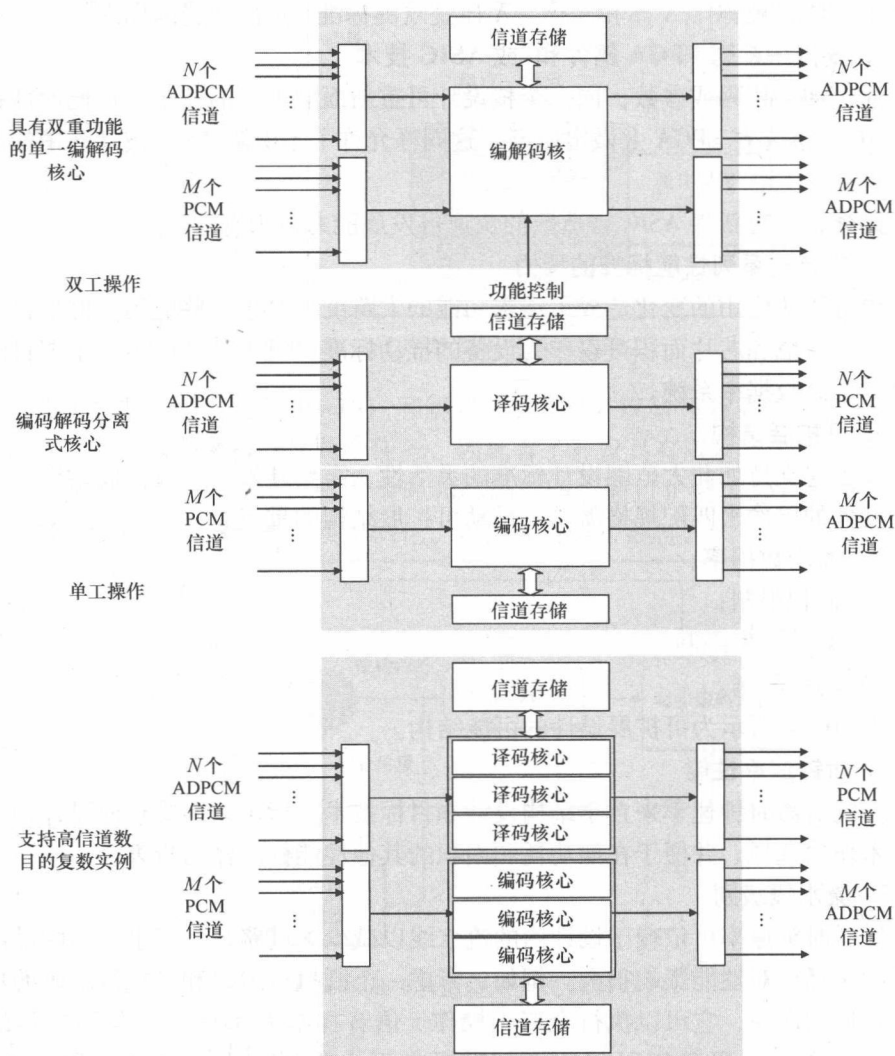 信道存储
N个
ADPCM
信道
N个
ADPCM
信道
具有双重功能
的单一编解码
核心
编解码核
M个
PCM
信道
M个
ADPCM
信道
双工操作
功能控制
信道存储
N个
ADPCM
信道
译码核心
N个
PCM
信道
编码解码分离
式核心
M个
PCM
信道
编码核心
M个
ADPCM
信道
单工操作
信道存储
信道存储
N个
ADPCM
信道
译码核心
译码核心
译码核心
N个
PCM
信道
支持高信道数
目的复数实例
M个
PCM
信道
编码核心
编码核心
编码核心
M个
ADPCM
信道
信道存储